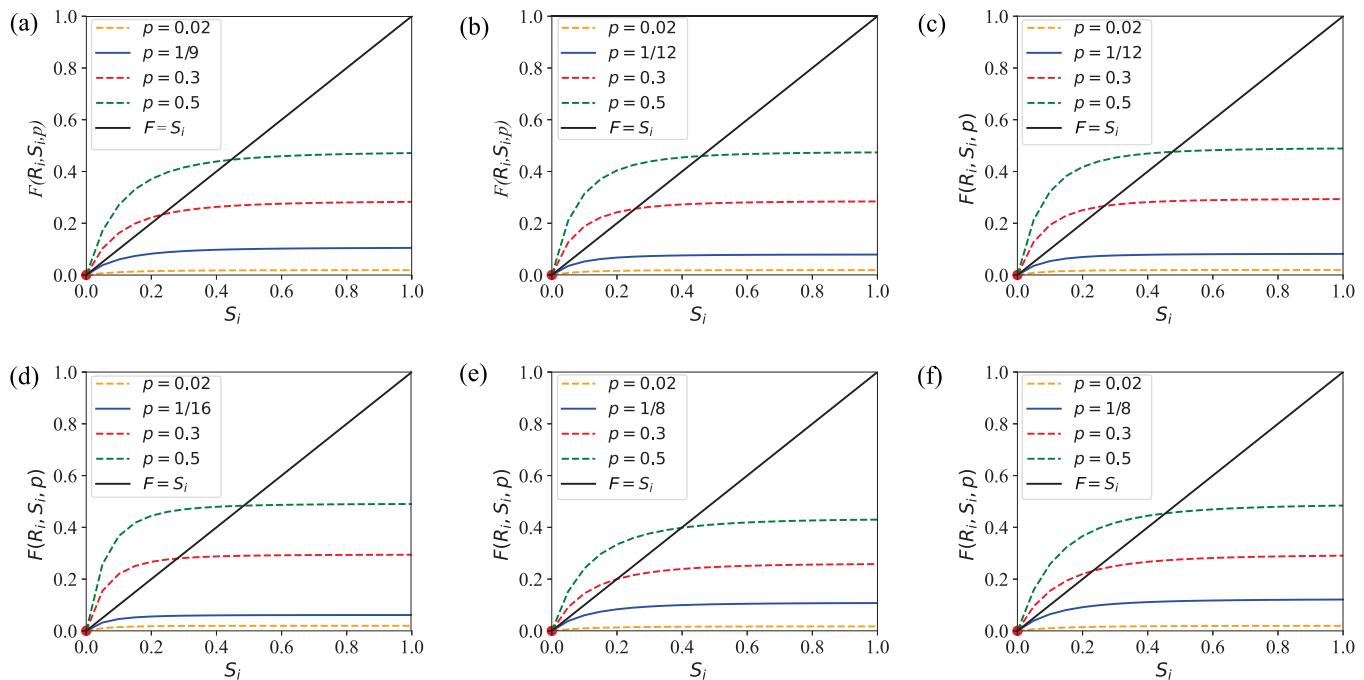 (a)
1.0
0.8
0.6
0.4
0.2
0.0
F(R_i,S_i,p)
p = 0.02
p = 1/9
p = 0.3
p = 0.5
F = S_i
0.0 0.2 0.4 0.6 0.8 1.0
S_i
(b)
1.0
0.8
0.6
0.4
0.2
0.0
F(R_i,S_i,p)
p = 0.02
p = 1/12
p = 0.3
p = 0.5
F = S_i
0.0 0.2 0.4 0.6 0.8 1.0
S_i
(c)
1.0
0.8
0.6
0.4
0.2
0.0
F(R_i, S_i, p)
p = 0.02
p = 1/12
p = 0.3
p = 0.5
F = S_i
0.0 0.2 0.4 0.6 0.8 1.0
S_i
(d)
1.0
0.8
0.6
0.4
0.2
0.0
F(R_i, S_i, p)
p = 0.02
p = 1/16
p = 0.3
p = 0.5
F = S_i
0.0 0.2 0.4 0.6 0.8 1.0
S_i
(e)
1.0
0.8
0.6
0.4
0.2
0.0
F(R_i, S_i, p)
p = 0.02
p = 1/8
p = 0.3
p = 0.5
F = S_i
0.0 0.2 0.4 0.6 0.8 1.0
S_i
(f)
1.0
0.8
0.6
0.4
0.2
0.0
F(R_i, S_i, p)
p = 0.02
p = 1/8
p = 0.3
p = 0.5
F = S_i
0.0 0.2 0.4 0.6 0.8 1.0
S_i